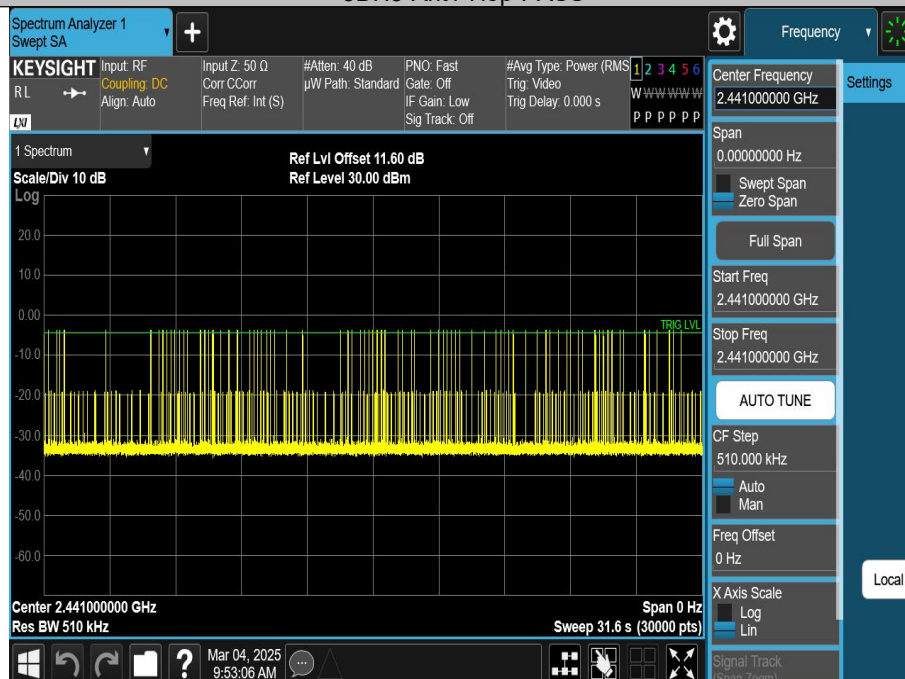 Spectrum Analyzer 1
Swept SA
Frequency
KEYSIGHT
RL
LXI
Input: RF
Coupling: DC
Align: Auto
Input Z: 50 Ω
Corr CCorr
Freq Ref: Int (S)
#Atten: 40 dB
µW Path: Standard
PNO: Fast
Gate: Off
IF Gain: Low
Sig Track: Off
#Avg Type: Power (RMS
Trig: Video
Trig Delay: 0.000 s
1 2 3 4 5 6
W W W W W W
P P P P P P
1 Spectrum
Scale/Div 10 dB
Ref Lvl Offset 11.60 dB
Ref Level 30.00 dBm
Log
20.0
10.0
0.00
TRIG LVL
-10.0
-20.0
-30.0
-40.0
-50.0
-60.0
Center 2.441000000 GHz
Span 0 Hz
Res BW 510 kHz
Sweep 31.6 s (30000 pts)
Center Frequency
2.441000000 GHz
Settings
Span
0.00000000 Hz
Swept Span
Zero Span
Full Span
Start Freq
2.441000000 GHz
Stop Freq
2.441000000 GHz
AUTO TUNE
CF Step
510.000 kHz
Auto
Man
Freq Offset
0 Hz
Local
X Axis Scale
Log
Lin
Signal Track
(Span Zoom)
Mar 04, 2025
9:53:06 AM